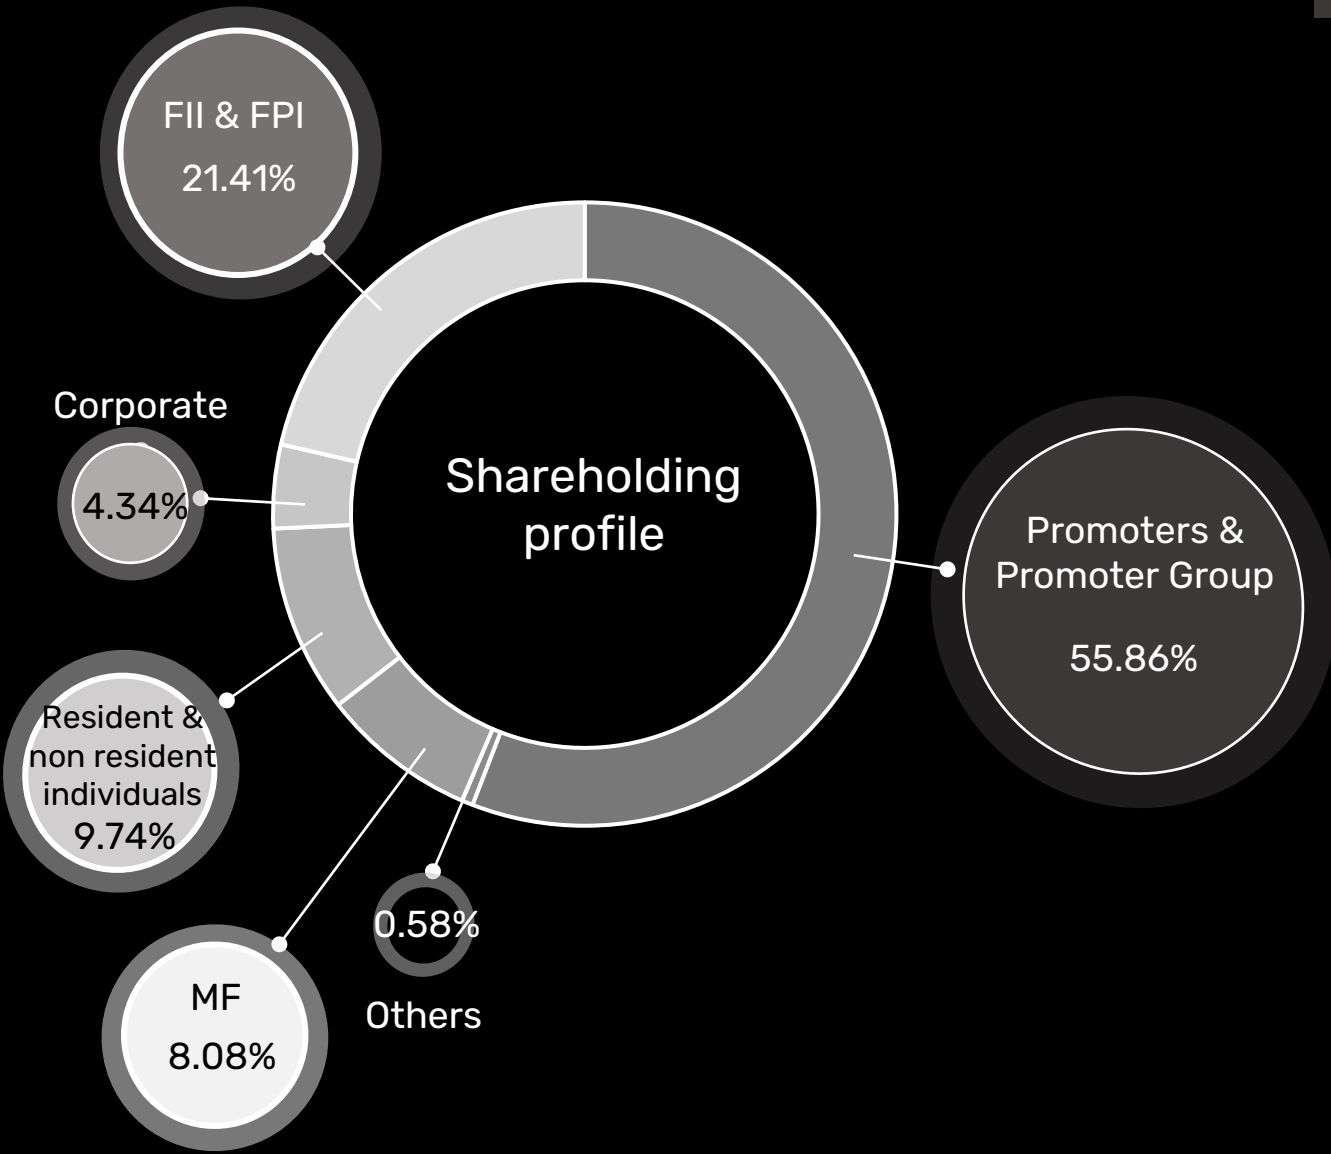 FII & FPI
21.41%
Corporate
4.34%
Shareholding
profile
Promoters &
Promoter Group
55.86%
Resident &
non resident
individuals
9.74%
0.58%
Others
MF
8.08%